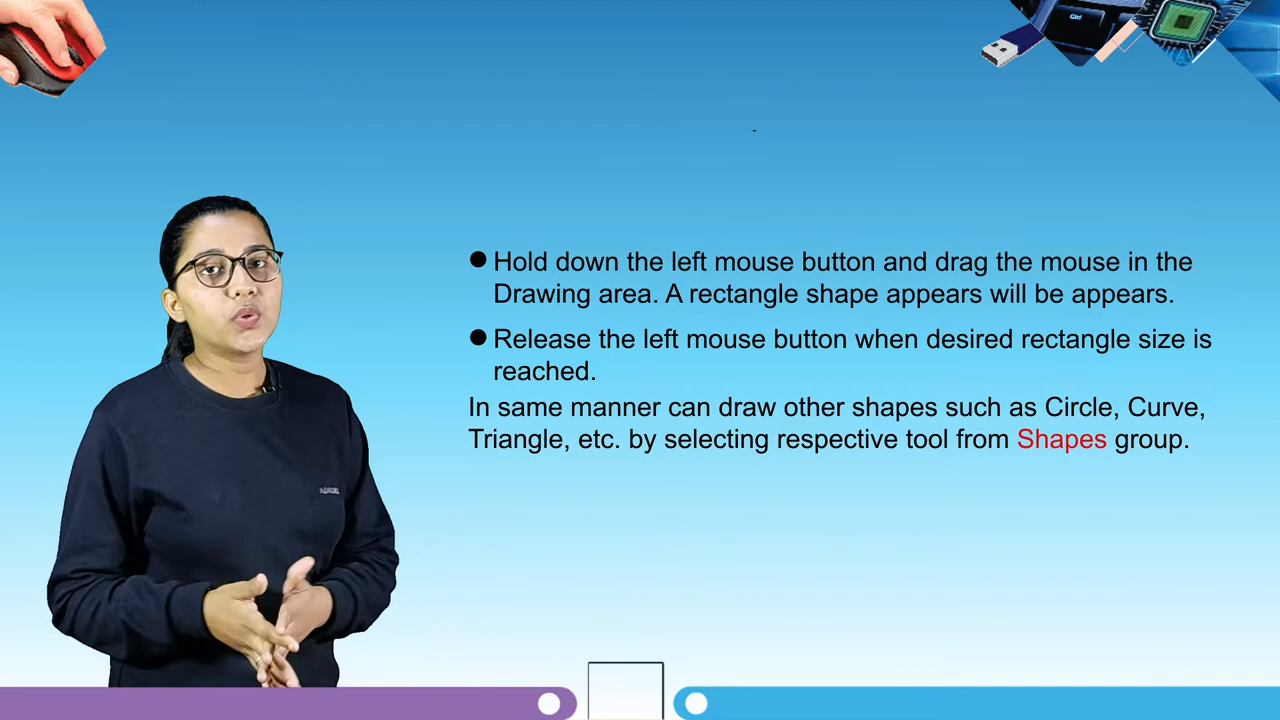 Ctrl
● Hold down the left mouse button and drag the mouse in the
Drawing area. A rectangle shape appears will be appears.
● Release the left mouse button when desired rectangle size is
reached.
In same manner can draw other shapes such as Circle, Curve,
Triangle, etc. by selecting respective tool from Shapes group.